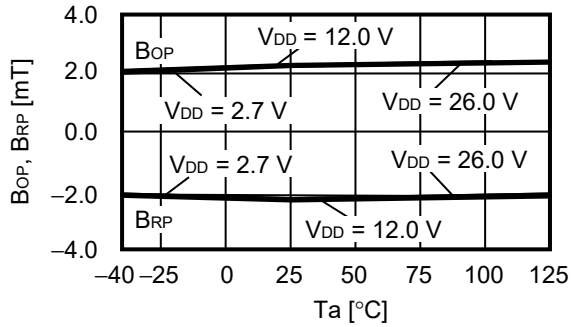 4.0
BOP
VDD = 12.0 V
2.0
VDD = 2.7 V
VDD = 26.0 V
BOP, BRP [mT]
0.0
VDD = 2.7 V
VDD = 26.0 V
−2.0
BRP
VDD = 12.0 V
−4.0
−40 −25 0 25 50 75 100 125
Ta [°C]